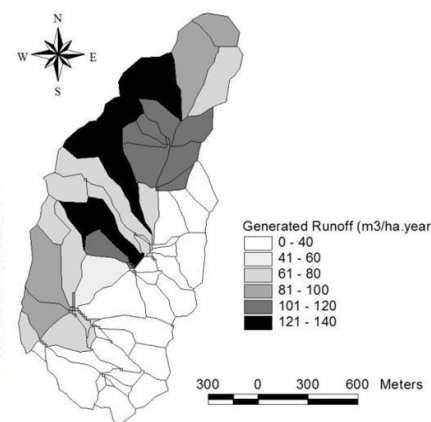 N
W E
S
Generated Runoff (m3/ha.year
0 - 40
41 - 60
61 - 80
81 - 100
101 - 120
121 - 140
300 0 300 600 Meters